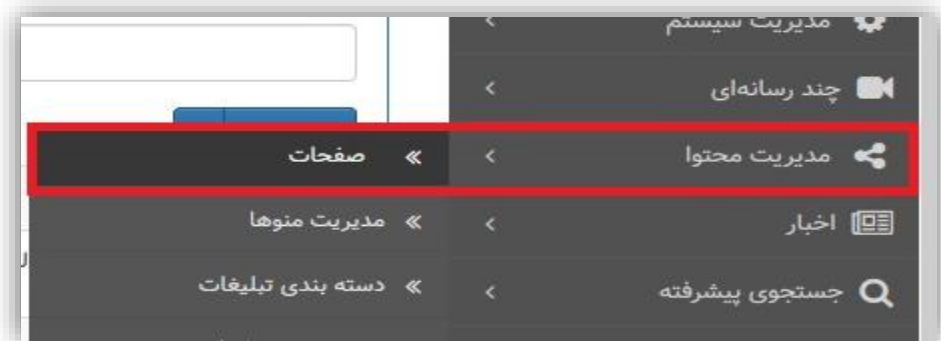 مدیریت سیستم
چند رسانه‌ای
مدیریت محتوا
صفحات
مدیریت منوها
دسته بندی تبلیغات
اخبار
جستجوی پیشرفته